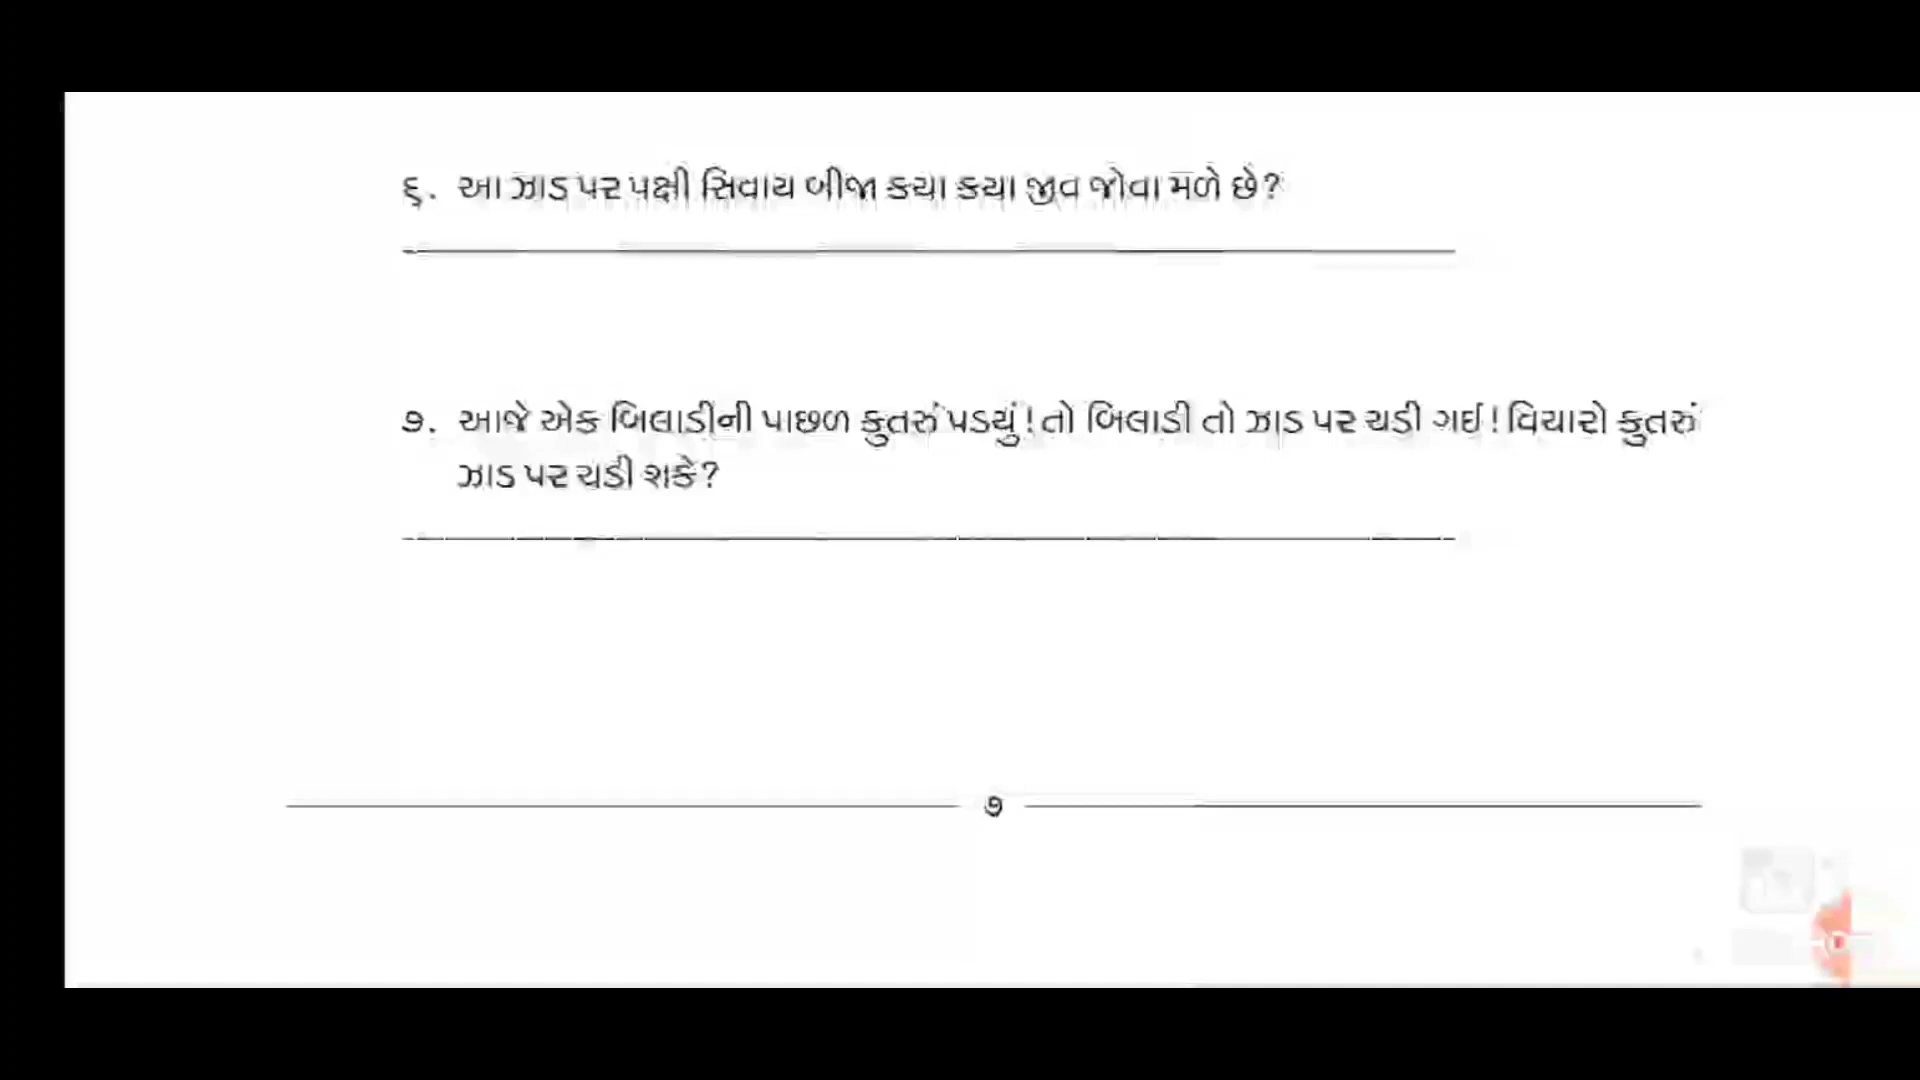 ૬. આ ઝાડ પર પક્ષી સિવાય બીજા કયા કયા જીવ જોવા મળે છે?
૭. આજે એક બિલાડીની પાછળ કુતરું પડયું! તો બિલાડી તો ઝાડ પર ચડી ગઈ! વિચારો કુતરું
ઝાડ પર ચડી શકે?
૭